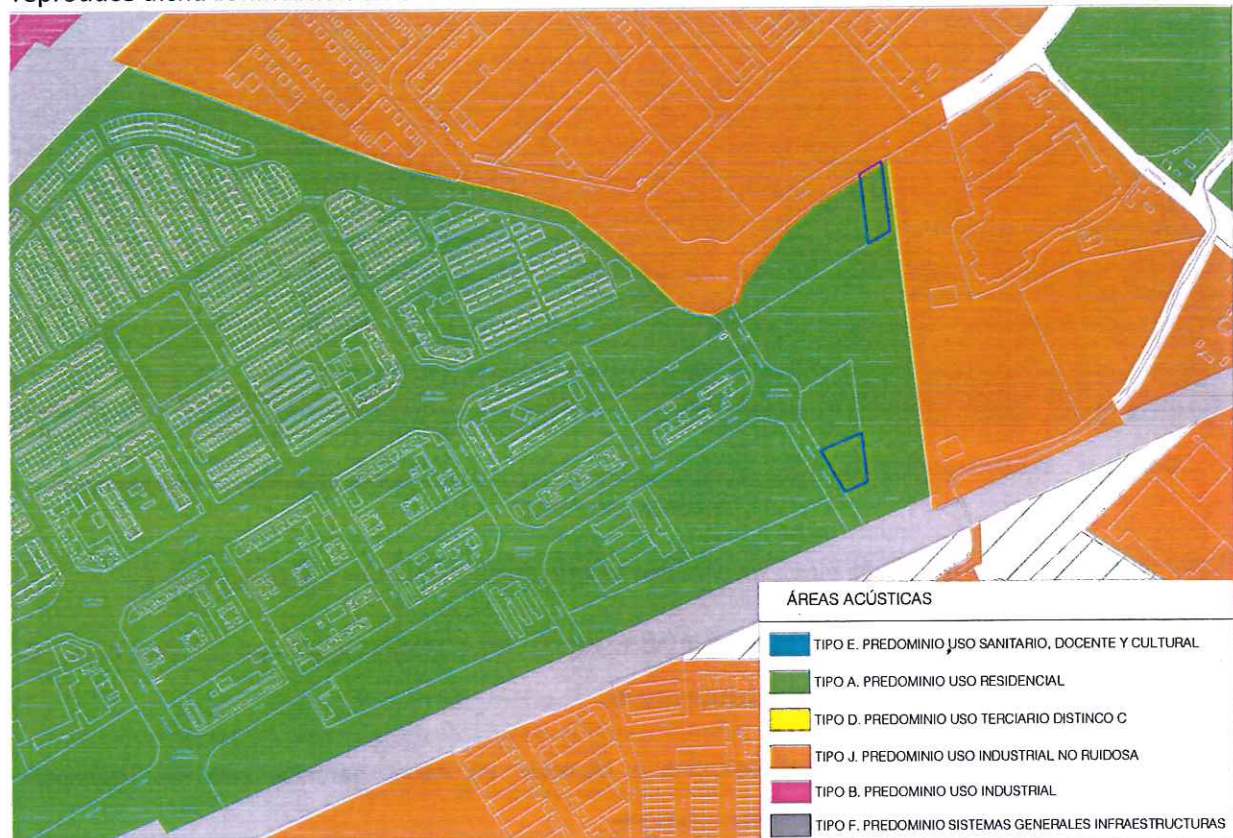 ÁREAS ACÚSTICAS
TIPO E. PREDOMINIO USO SANITARIO, DOCENTE Y CULTURAL
TIPO A. PREDOMINIO USO RESIDENCIAL
TIPO D. PREDOMINIO USO TERCIARIO DISTINCO C
TIPO J. PREDOMINIO USO INDUSTRIAL NO RUIDOSA
TIPO B. PREDOMINIO USO INDUSTRIAL
TIPO F. PREDOMINIO SISTEMAS GENERALES INFRAESTRUCTURAS